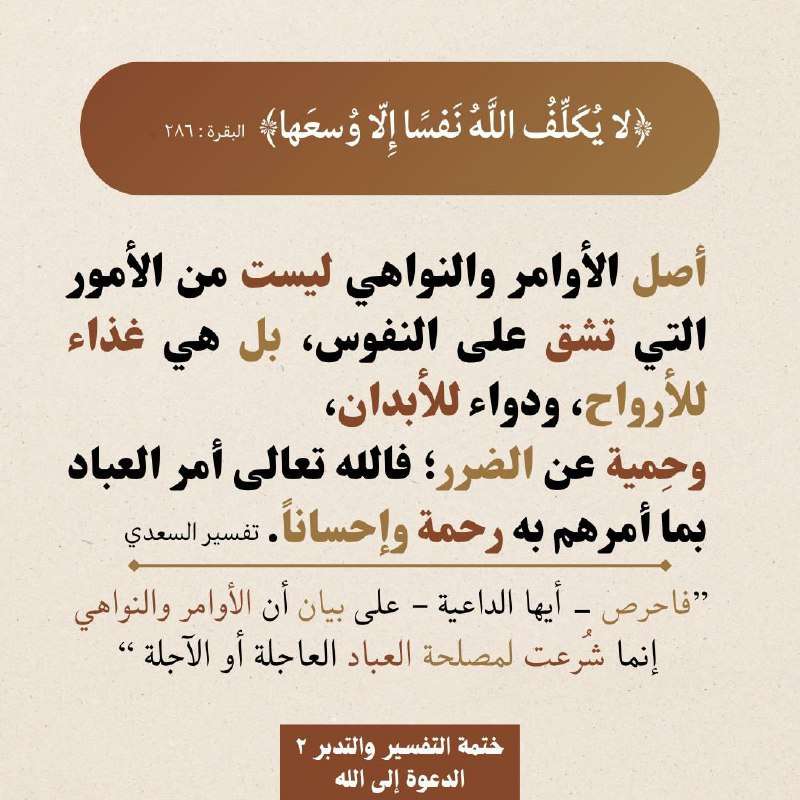 ﴿لا يُكَلِّفُ اللَّهُ نَفسًا إِلّا وُسعَها﴾ البقرة : ٢٨٦
أصل الأوامر والنواهي ليست من الأمور
التي تشق على النفوس، بل هي غذاء
للأرواح، ودواء للأبدان،
وحِمية عن الضرر؛ فالله تعالى أمر العباد
بما أمرهم به رحمة وإحساناً. تفسير السعدي
”فاحرص – أيها الداعية – على بيان أن الأوامر والنواهي
إنما شُرعت لمصلحة العباد العاجلة أو الآجلة “
ختمة التفسير والتدبر ٢
الدعوة إلى الله